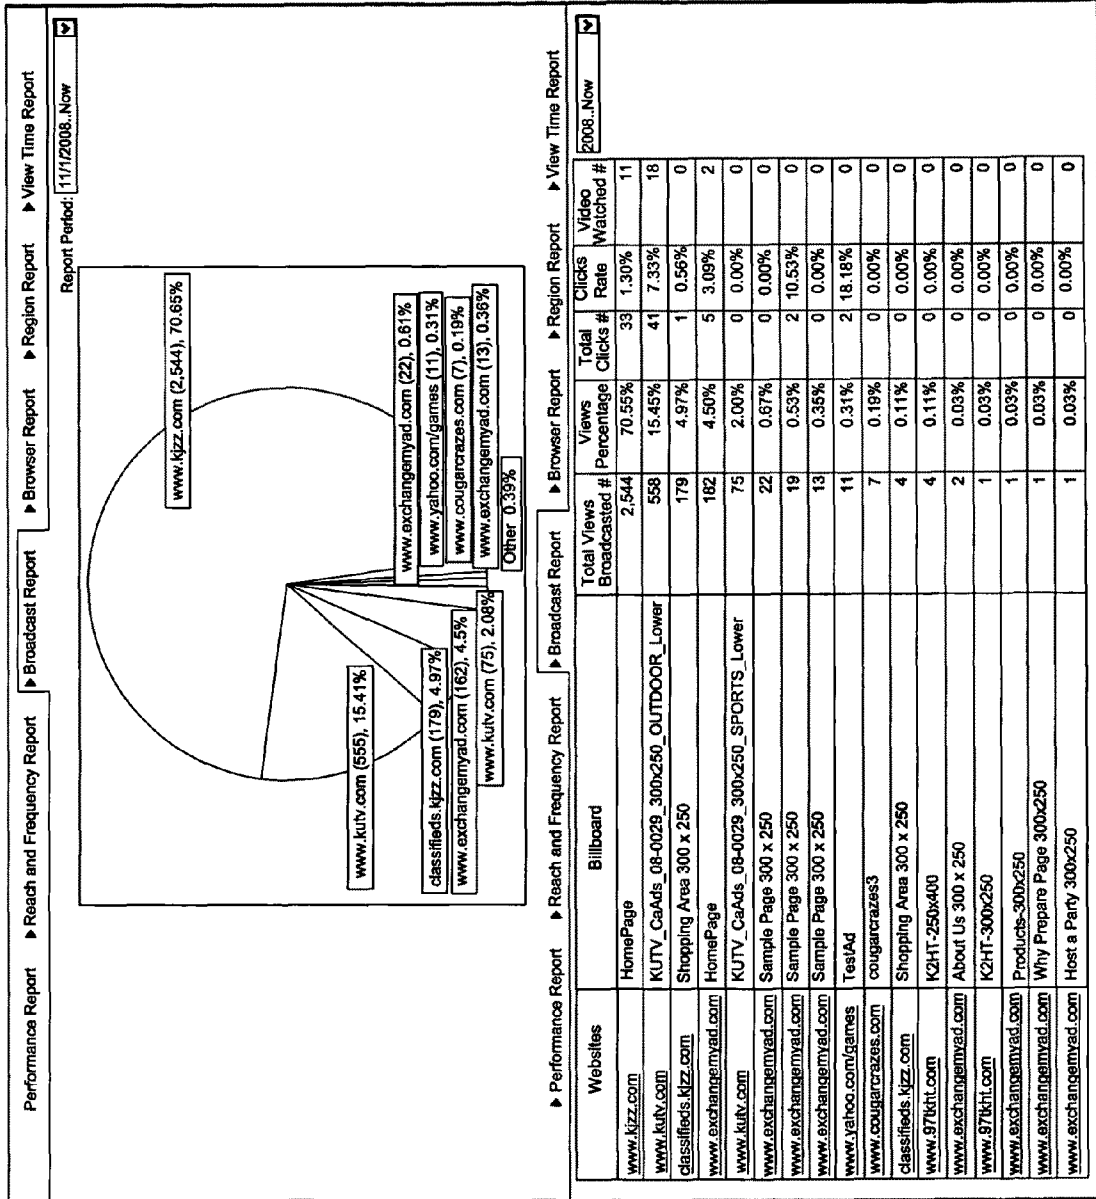 Performance Report ▸ Reach and Frequency Report ▸ Broadcast Report ▸ Browser Report ▸ Region Report ▸ View Time Report
Report Period: 11/1/2008..Now
www.kjzz.com (2,544), 70.65%
www.kutv.com (555), 15.41%
classifieds.kjzz.com (179), 4.97%
www.exchangemyad.com (162), 4.5%
www.kutv.com (75), 2.08%
www.exchangemyad.com (22), 0.61%
www.yahoo.com/games (11), 0.31%
www.cougarcrazes.com (7), 0.19%
www.exchangemyad.com (13), 0.36%
Other 0.39%
▸ Performance Report ▸ Reach and Frequency Report ▸ Broadcast Report ▸ Browser Report ▸ Region Report ▸ View Time Report
2008..Now
Websites Billboard Total Views Broadcasted # Views Percentage Total Clicks # Clicks Rate Video Watched #
www.kjzz.com HomePage 2,544 70.55% 33 1.30% 11
www.kutv.com KUTV_CaAds_08-0029_300x250_OUTDOOR_Lower 558 15.45% 41 7.33% 18
classifieds.kjzz.com Shopping Area 300 x 250 179 4.97% 1 0.56% 0
www.exchangemyad.com HomePage 182 4.50% 5 3.09% 2
www.kutv.com KUTV_CaAds_08-0029_300x250_SPORTS_Lower 75 2.00% 0 0.00% 0
www.exchangemyad.com Sample Page 300 x 250 22 0.67% 0 0.00% 0
www.exchangemyad.com Sample Page 300 x 250 19 0.53% 2 10.53% 0
www.exchangemyad.com Sample Page 300 x 250 13 0.35% 0 0.00% 0
www.yahoo.com/games TestAd 11 0.31% 2 18.18% 0
www.cougarcrazes.com cougarcrazes3 7 0.19% 0 0.00% 0
classifieds.kjzz.com Shopping Area 300 x 250 4 0.11% 0 0.00% 0
www.97tkht.com K2HT-250x400 4 0.11% 0 0.00% 0
www.exchangemyad.com About Us 300 x 250 2 0.03% 0 0.00% 0
www.97tkht.com K2HT-300x250 1 0.03% 0 0.00% 0
www.exchangemyad.com Products-300x250 1 0.03% 0 0.00% 0
www.exchangemyad.com Why Prepare Page 300x250 1 0.03% 0 0.00% 0
www.exchangemyad.com Host a Party 300x250 1 0.03% 0 0.00% 0